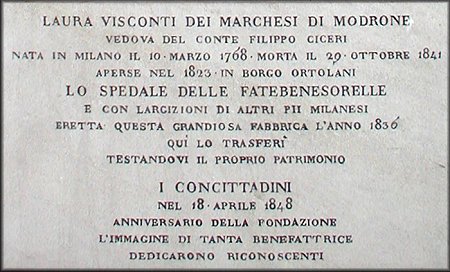 LAURA VISCONTI DEI MARCHESI DI MODRONE
VEDOVA DEL CONTE FILIPPO CICERI
NATA IN MILANO IL 10·MARZO 1768·MORTA IL 29·OTTOBRE 1841
APERSE NEL 1823·IN BORGO ORTOLANI
LO SPEDALE DELLE FATEBENESORELLE
E CON LARGIZIONI DI ALTRI PII MILANESI
ERETTA QUESTA GRANDIOSA FABBRICA L'ANNO 1836
QUÌ LO TRASFERÌ
TESTANDOVI IL PROPRIO PATRIMONIO
I CONCITTADINI
NEL 18·APRILE 1848
ANNIVERSARIO DELLA FONDAZIONE
L'IMMAGINE DI TANTA BENEFATTRICE
DEDICARONO RICONOSCENTI